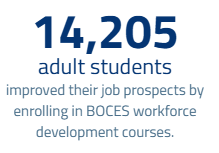 14,205
adult students
improved their job prospects by
enrolling in BOCES workforce
development courses.